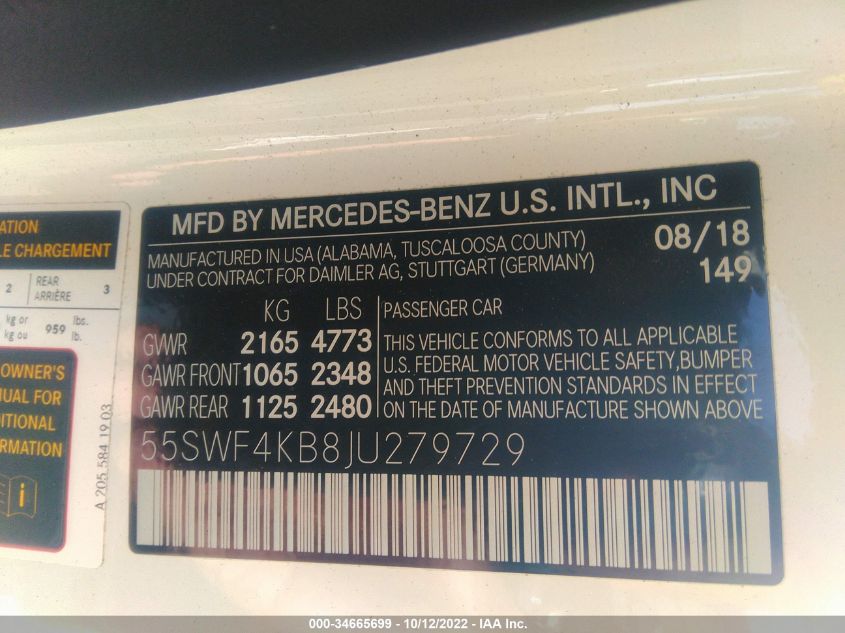 ATION
LE CHARGEMENT
2 REAR ARRIÈRE 3
kg or kg ou 959 lbs. lb.
OWNER'S
NUAL FOR
DITIONAL
ORMATION
A 205 584 19 03
MFD BY MERCEDES-BENZ U.S. INTL., INC
MANUFACTURED IN USA (ALABAMA, TUSCALOOSA COUNTY)
UNDER CONTRACT FOR DAIMLER AG, STUTTGART (GERMANY)
08/18
149
KG LBS
GVWR 2165 4773
GAWR FRONT 1065 2348
GAWR REAR 1125 2480
PASSENGER CAR
THIS VEHICLE CONFORMS TO ALL APPLICABLE
U.S. FEDERAL MOTOR VEHICLE SAFETY,BUMPER
AND THEFT PREVENTION STANDARDS IN EFFECT
ON THE DATE OF MANUFACTURE SHOWN ABOVE
55SWF4KB8JU279729
000-34665699 - 10/12/2022 - IAA Inc.